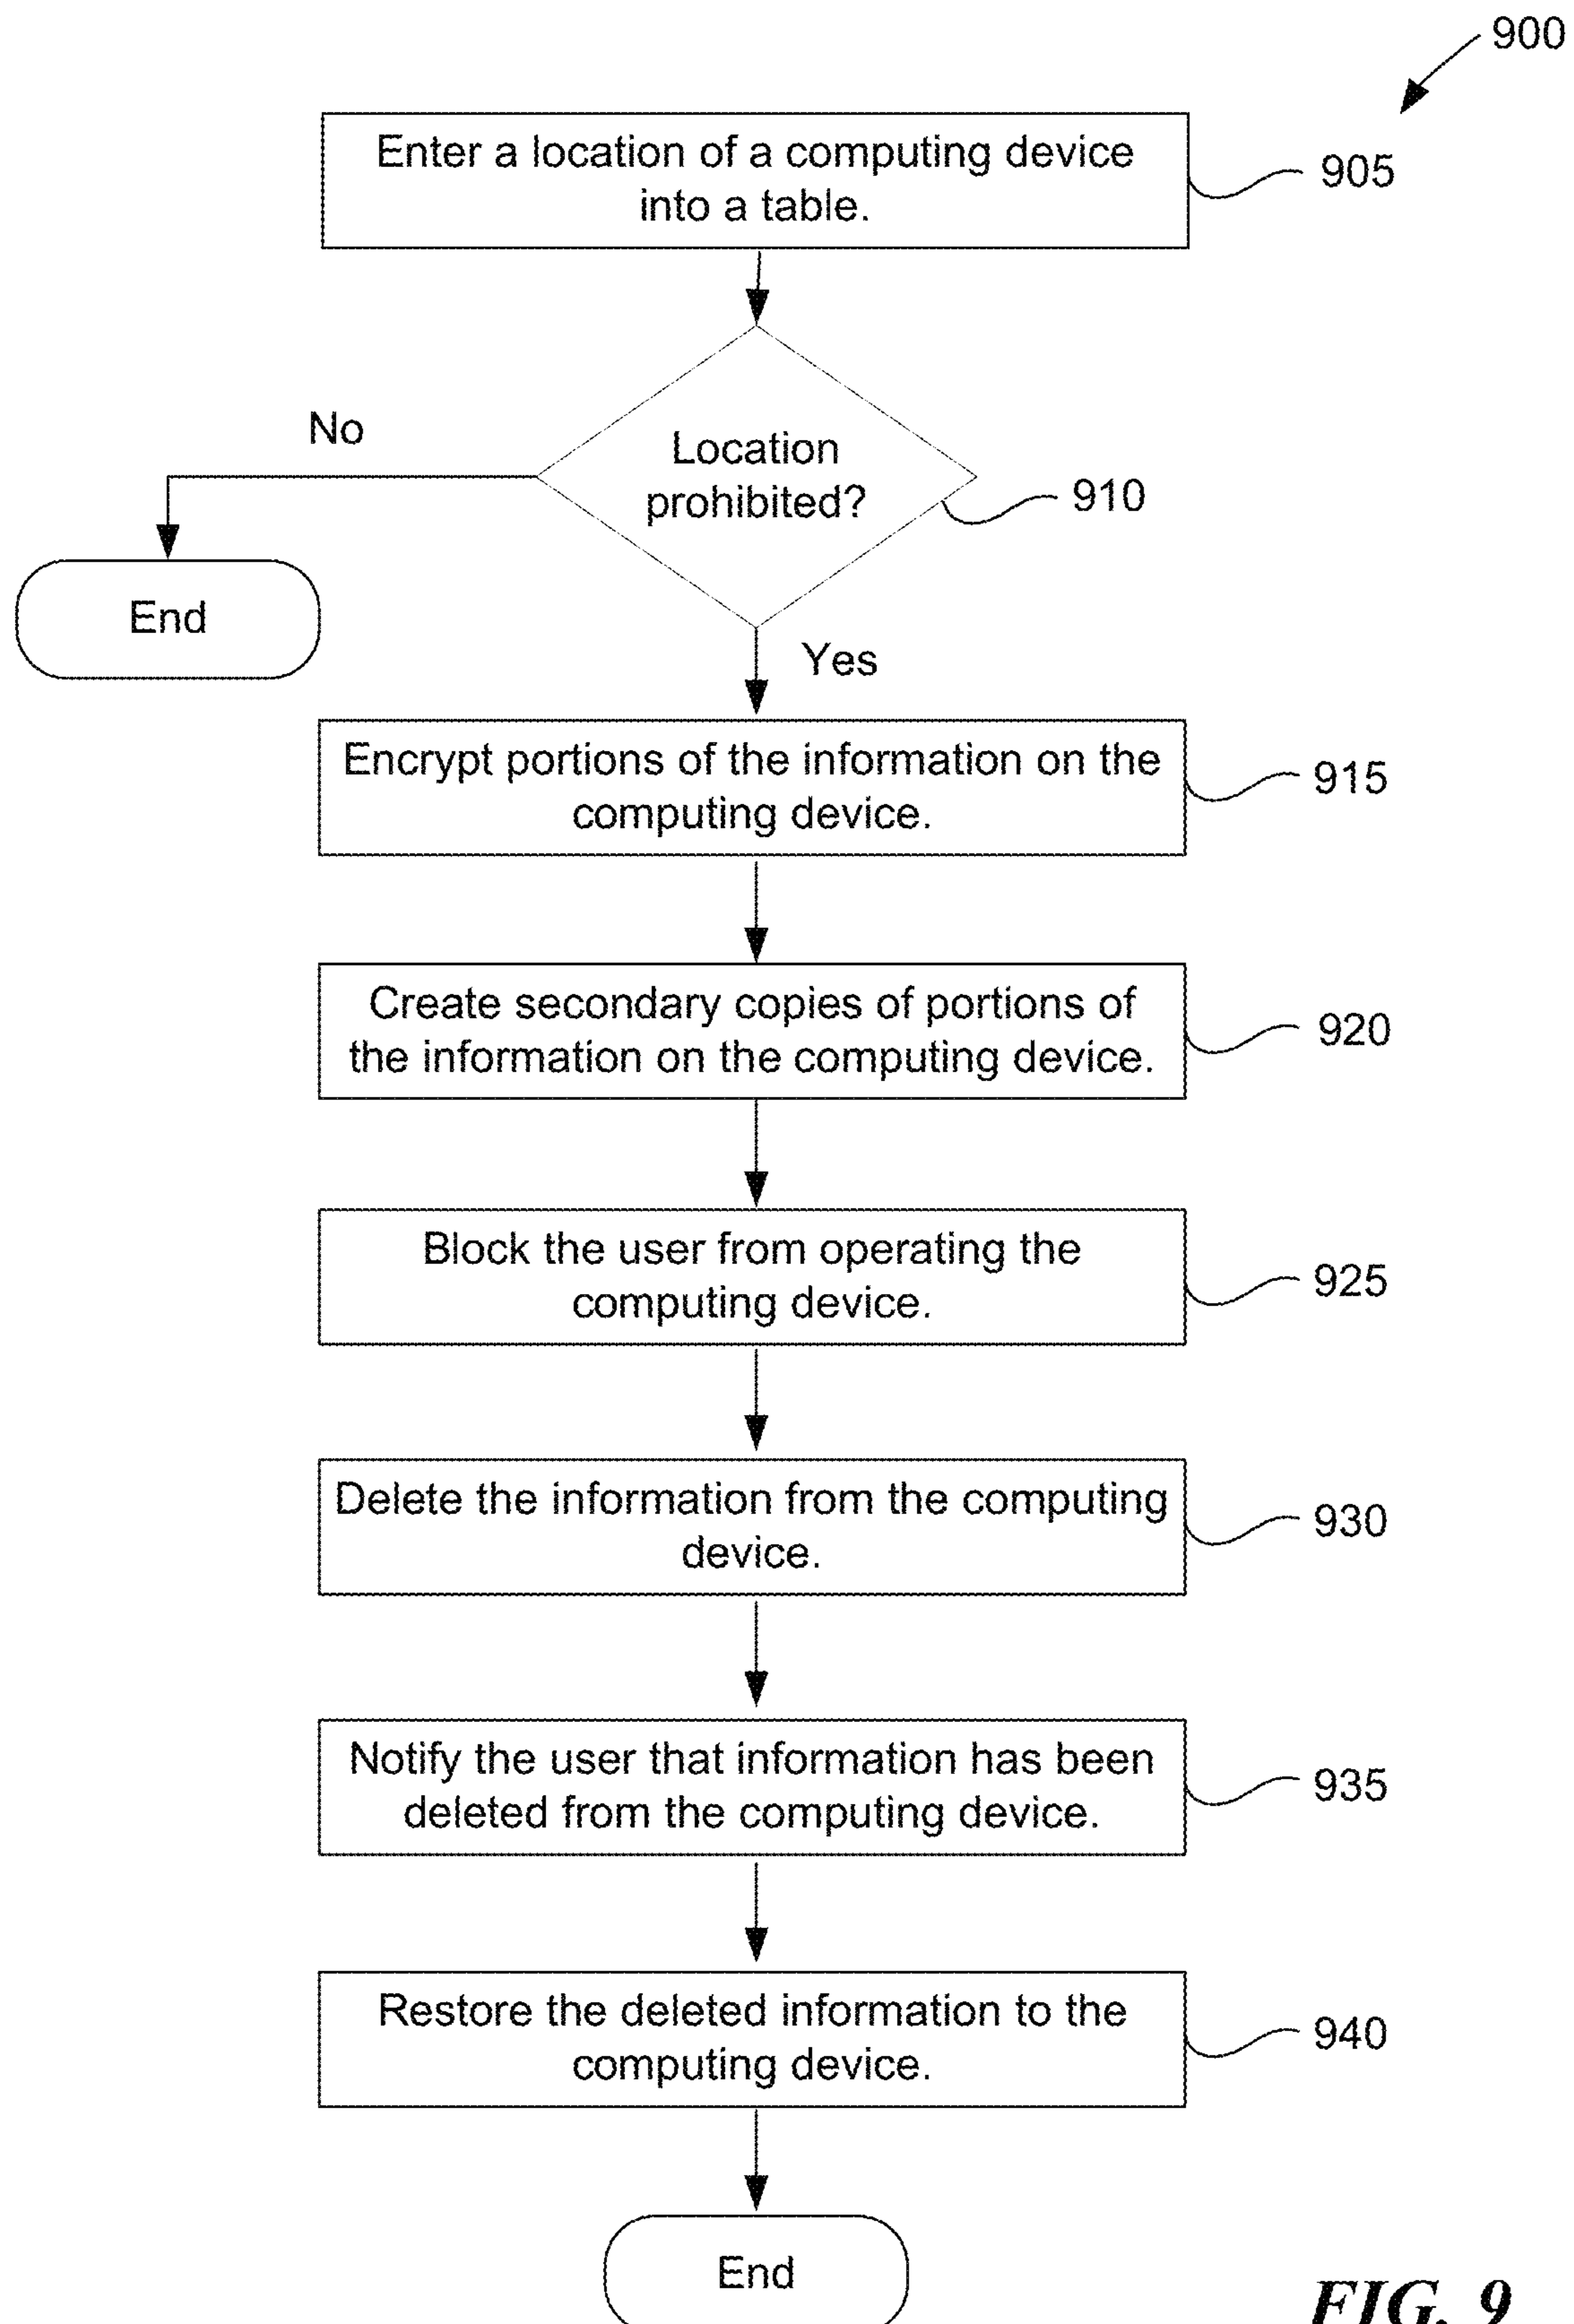 900
Enter a location of a computing device
into a table.
905
No
Location
prohibited?
910
End
Yes
Encrypt portions of the information on the
computing device.
915
Create secondary copies of portions of
the information on the computing device.
920
Block the user from operating the
computing device.
925
Delete the information from the computing
device.
930
Notify the user that information has been
deleted from the computing device.
935
Restore the deleted information to the
computing device.
940
End
FIG. 9